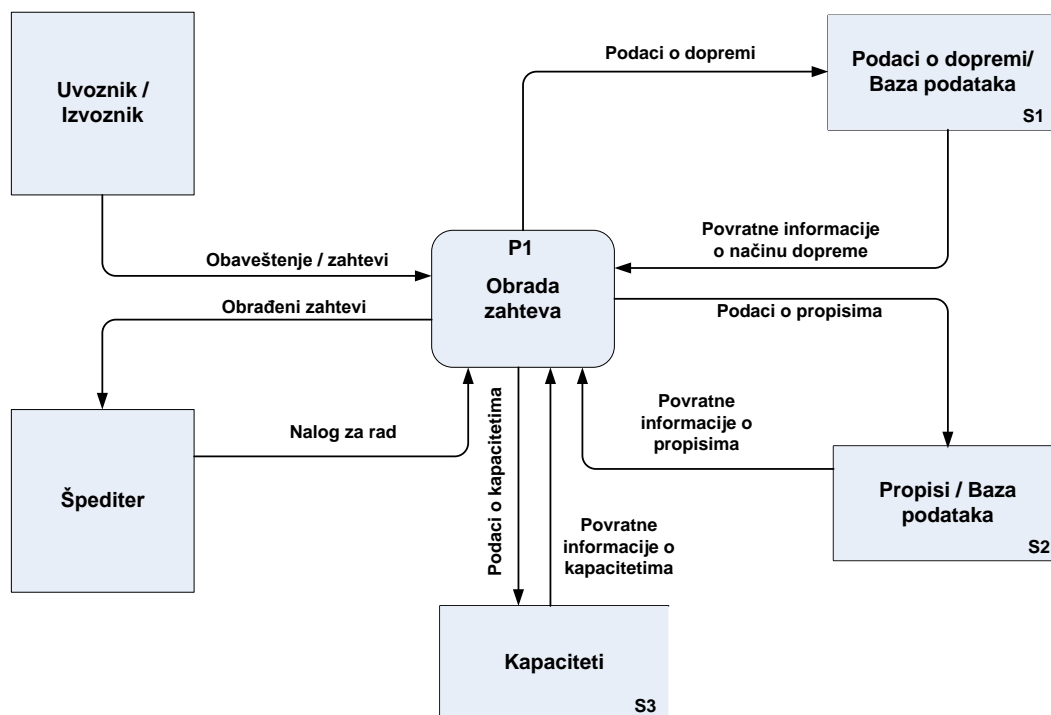 Uvoznik /
Izvoznik
Podaci o dopremi
Podaci o dopremi/
Baza podataka
S1
Povratne informacije
o načinu dopreme
P1
Obrada
zahteva
Obaveštenje / zahtevi
Obrađeni zahtevi
Podaci o propisima
Nalog za rad
Povratne
informacije o
propisima
Podaci o kapacitetima
Povratne
informacije o
kapacitetima
Špediter
Propisi / Baza
podataka
S2
Kapaciteti
S3